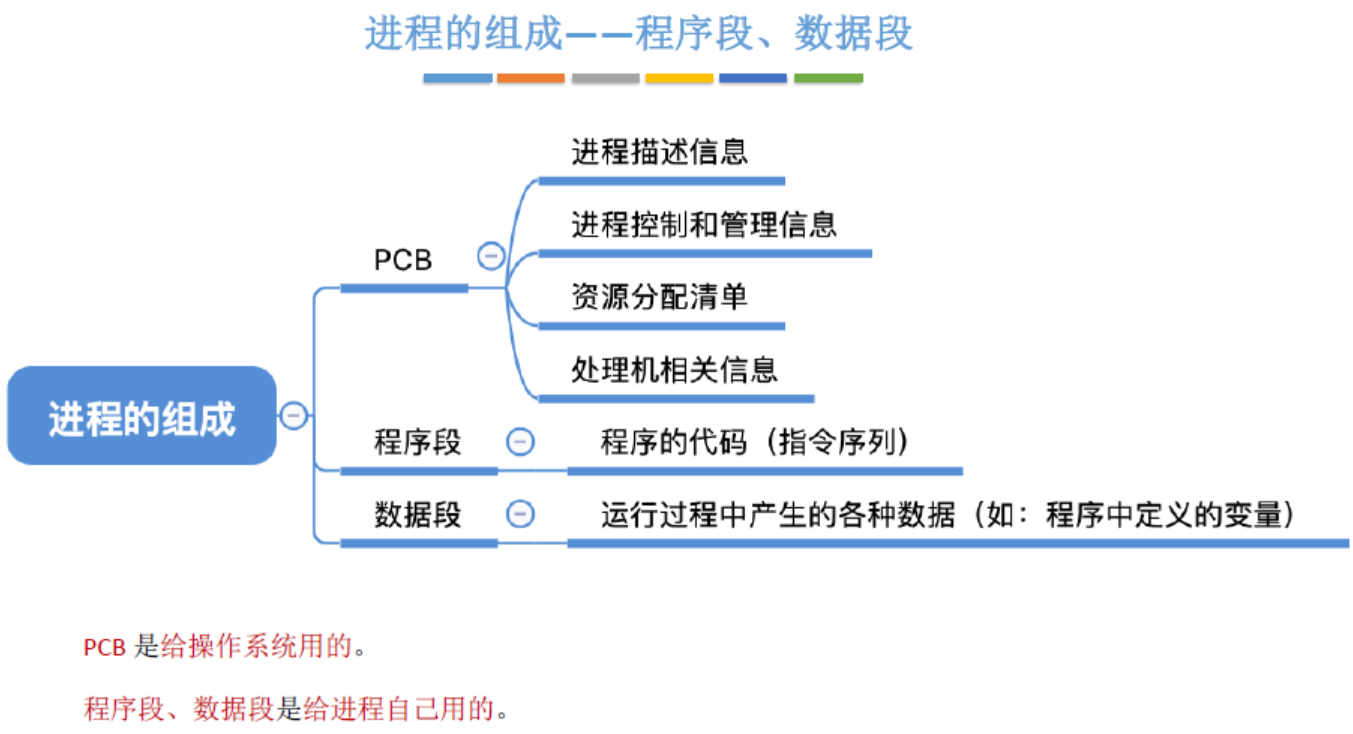 进程的组成——程序段、数据段
进程描述信息
进程控制和管理信息
PCB
资源分配清单
处理机相关信息
进程的组成
程序段
程序的代码（指令序列）
数据段
运行过程中产生的各种数据（如：程序中定义的变量）
PCB 是给操作系统用的。
程序段、数据段是给进程自己用的。